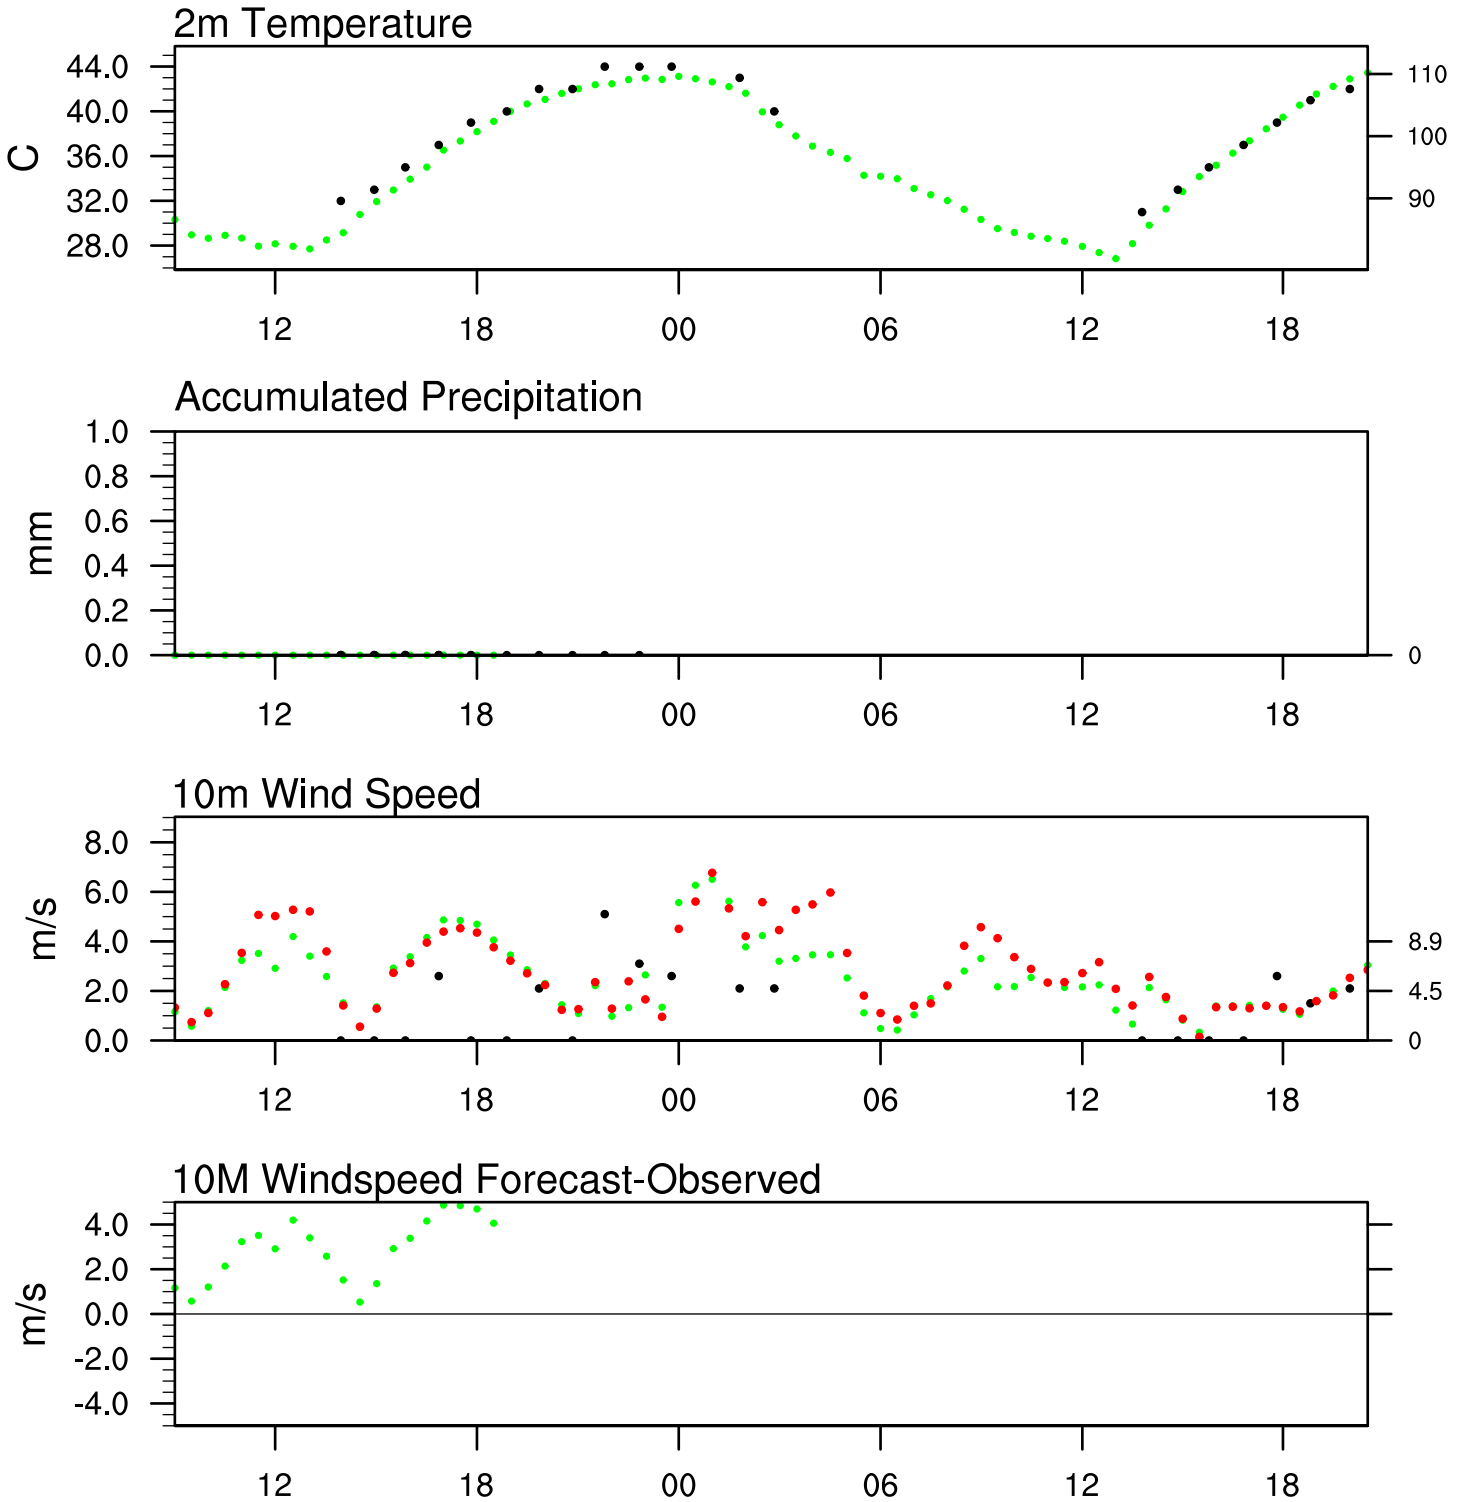 2m Temperature
44.0
40.0
36.0
32.0
28.0
C
110
100
90
12 18 00 06 12 18
Accumulated Precipitation
1.0
0.8
0.6
0.4
0.2
0.0
mm
0
12 18 00 06 12 18
10m Wind Speed
8.0
6.0
4.0
2.0
0.0
m/s
8.9
4.5
0
12 18 00 06 12 18
10M Windspeed Forecast-Observed
4.0
2.0
0.0
-2.0
-4.0
m/s
12 18 00 06 12 18